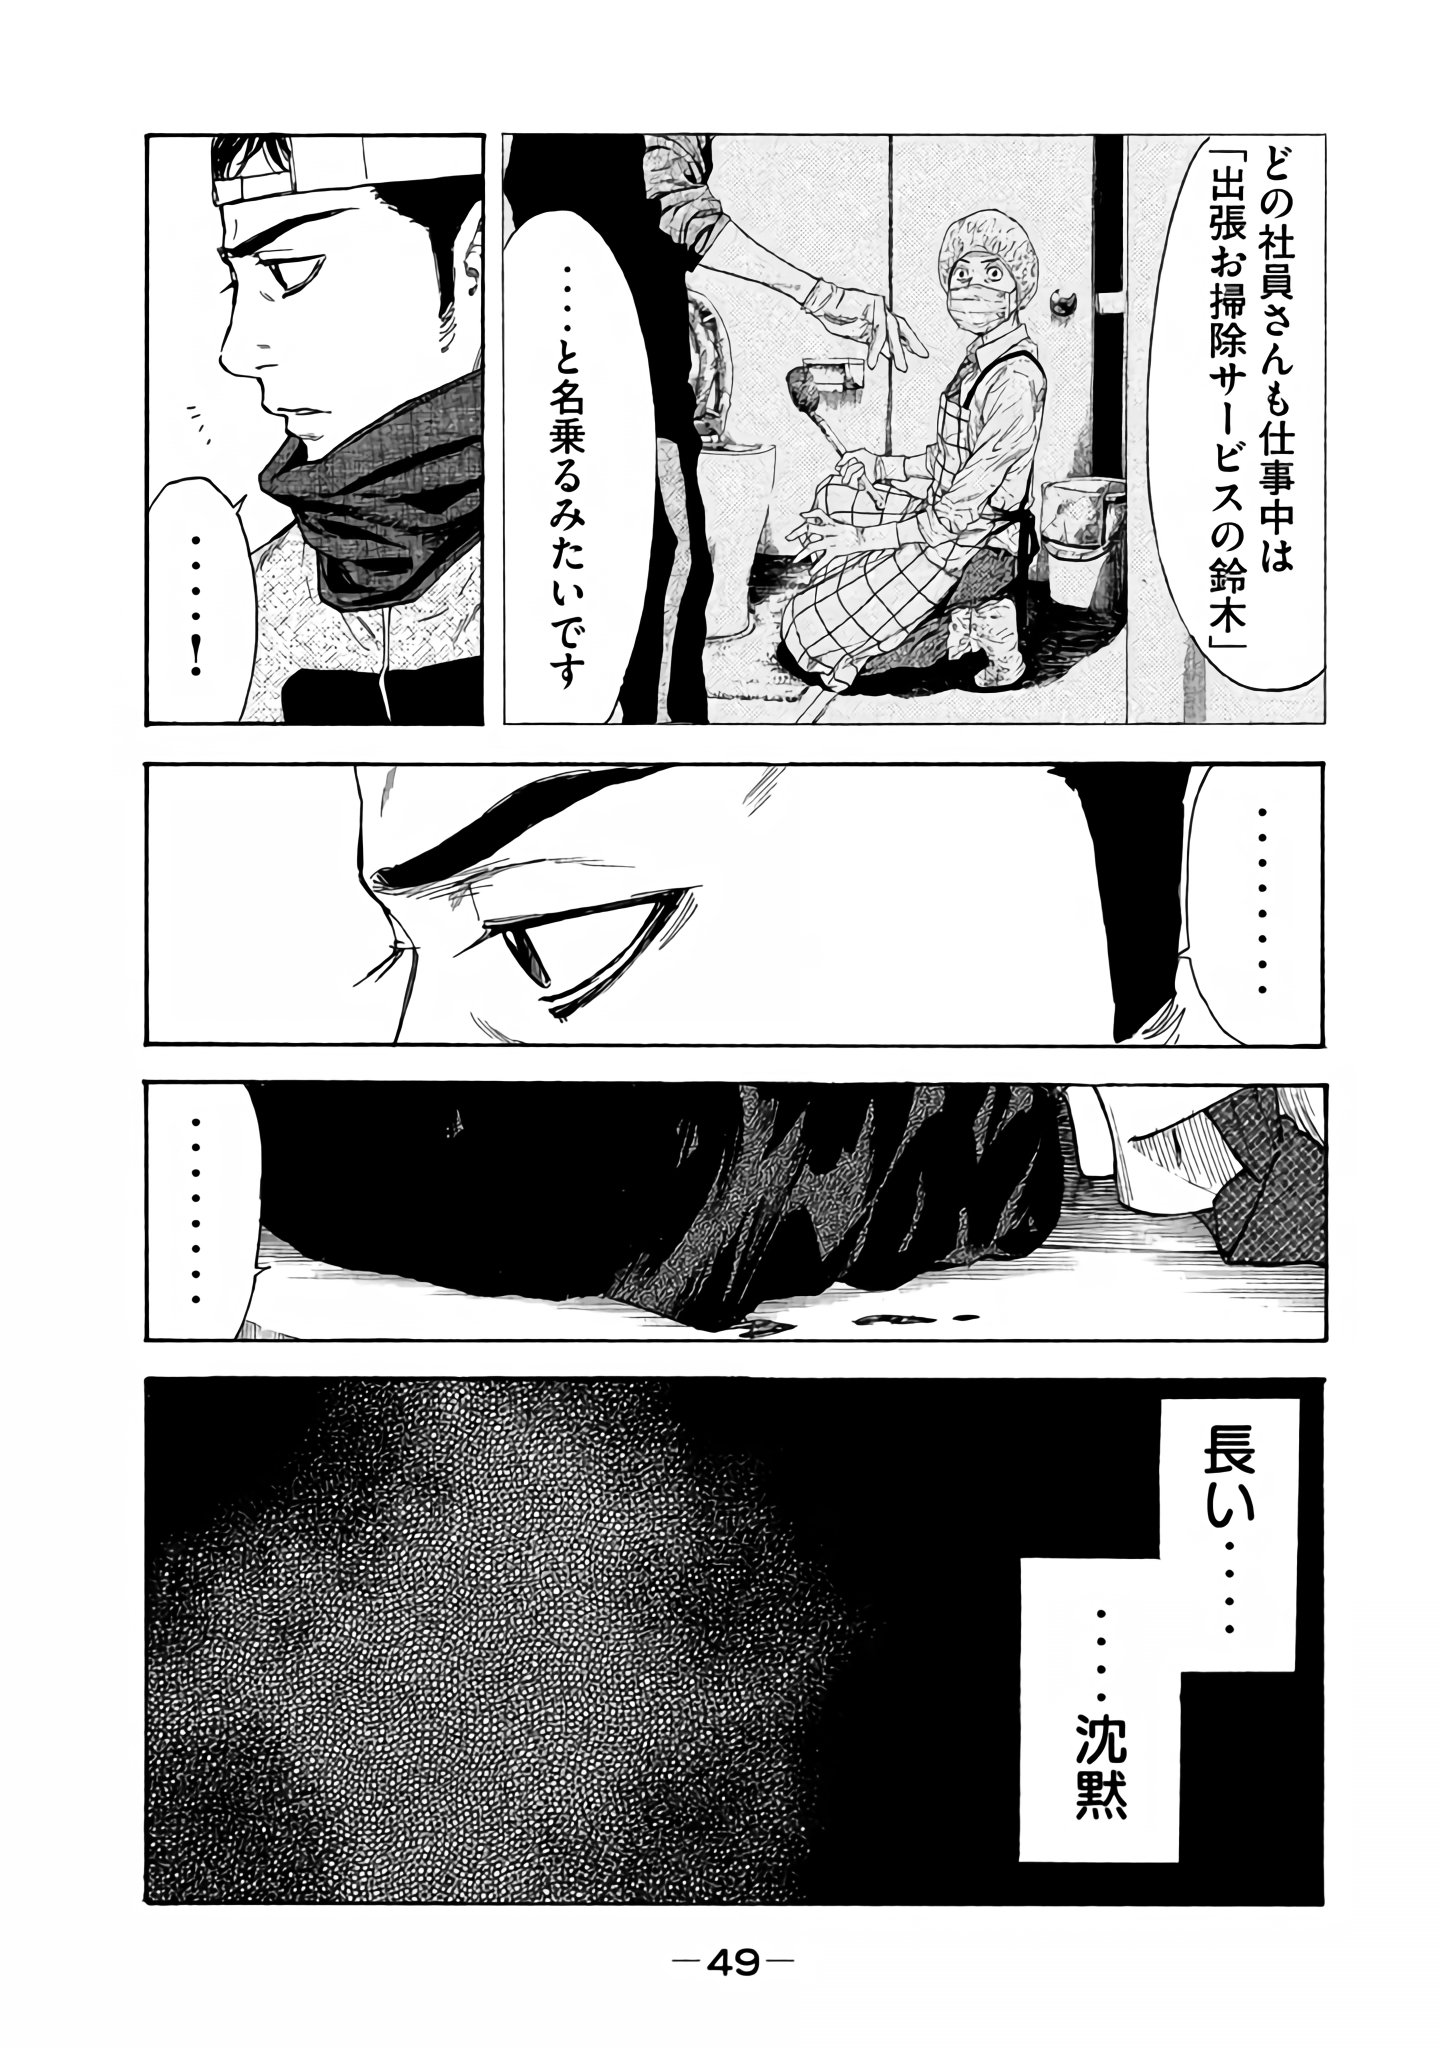 どの社員さんも仕事中は
「出張お掃除サービスの鈴木」
‥‥と名乗るみたいです
‥‥!
‥‥‥‥
‥‥‥‥
長い‥‥
‥‥沈黙
—49—